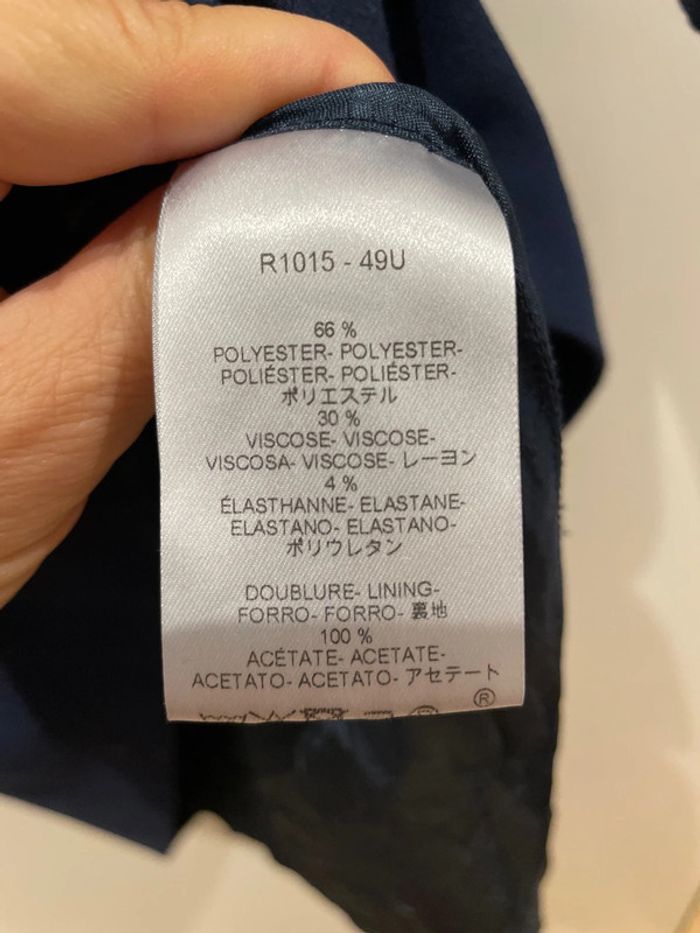 R1015 - 49U
66 %
POLYESTER- POLYESTER-
POLIÉSTER- POLIÉSTER-
ポリエステル
30 %
VISCOSE- VISCOSE-
VISCOSA- VISCOSE- レーヨン
4 %
ÉLASTHANNE- ELASTANE-
ELASTANO- ELASTANO-
ポリウレタン
DOUBLURE- LINING-
FORRO- FORRO- 裏地
100 %
ACÉTATE- ACETATE-
ACETATO- ACETATO- アセテート
®